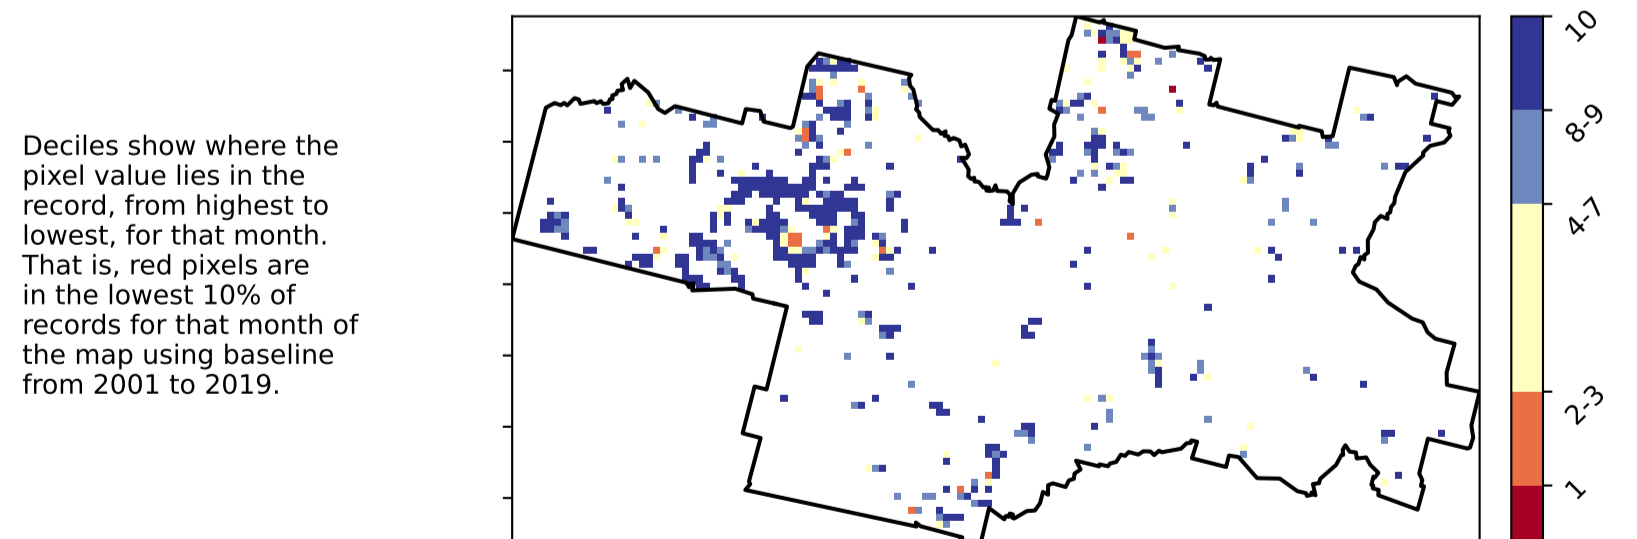 Deciles show where the
pixel value lies in the
record, from highest to
lowest, for that month.
That is, red pixels are
in the lowest 10% of
records for that month of
the map using baseline
from 2001 to 2019.
10
8-9
4-7
2-3
1